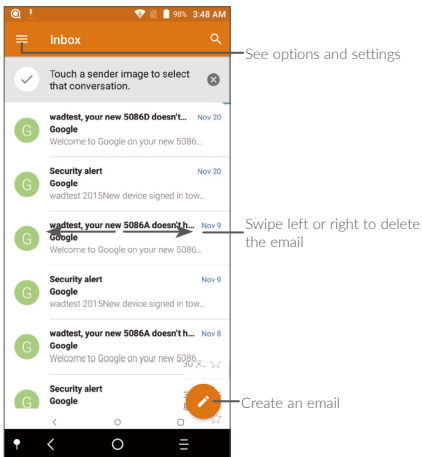 98% 3:48 AM
Inbox
See options and settings
Touch a sender image to select
that conversation.
wadtest, your new 5086D doesn't... Nov 20
G
Google
Welcome to Google on your new 5086...
Security alert Nov 20
G
Google
wadtest 2015New device signed in tow...
Swipe left or right to delete
the email
wadtest, your new 5086A doesn't h... Nov 9
G
Google
Welcome to Google on your new 5086...
Security alert Nov 9
G
Google
wadtest 2015New device signed in tow...
wadtest, your new 5086A doesn't h... Nov 8
G
Google
Welcome to Google on your new 5086...
Security alert
G
Google
Create an email